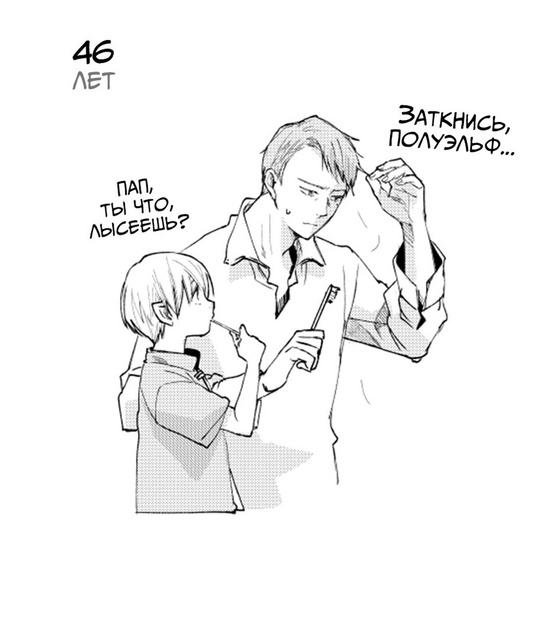 46
ЛЕТ
ЗАТКНИСЬ,
ПОЛУЭЛЬФ...
ПАП,
ТЫ ЧТО,
ЛЫСЕЕШЬ?